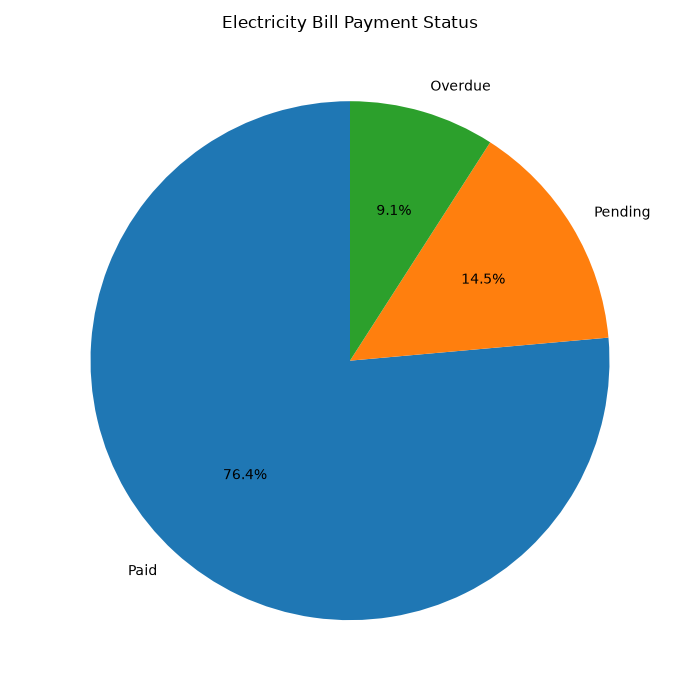 Electricity Bill Payment Status
Overdue
9.1%
Pending
14.5%
76.4%
Paid